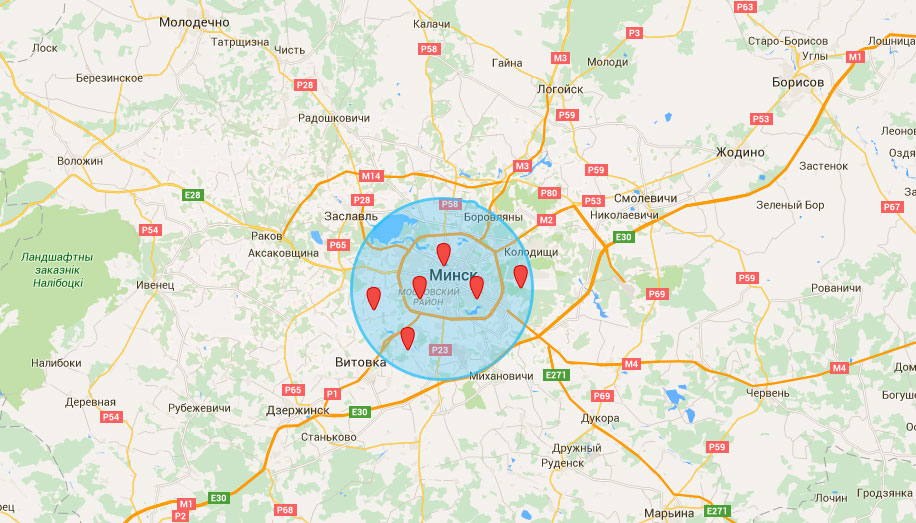 Молодечно
Калачи
P63
Лоск
Татрщизна
Чисть
P58
P3
Старо-Борисов
Лошница
Углы
M1
Гайна
M3
Молоди
Березинское
P28
Логойск
Борисов
Радошковичи
P59
P53
Леонов
Воложин
Жодино
Оздя
M14
M3
P59
Застенок
E28
P28
P58
P80
P53
Смолевичи
Зеленый Бор
P67
Заславль
Боровляны
M2
Николаевичи
P54
Раков
P65
E30
Аксаковщина
Колодищи
Ландшафтны
заказнік
Налібоцкі
Ивенец
Минск
P59
МОСКОВСКИЙ
РАЙОН
P69
Рованичи
P23
Налибоки
Витовка
M4
M4
Дом
Михановичи
E271
P65
P1
P69
Червень
Богуш
Деревная
Рубежевичи
P54
Дзержинск
E30
Дукора
Станьково
Дружный
P59
Руденск
M1
E30
Гродзянка
Лочин
P2
P68
Марьина
E271
рец